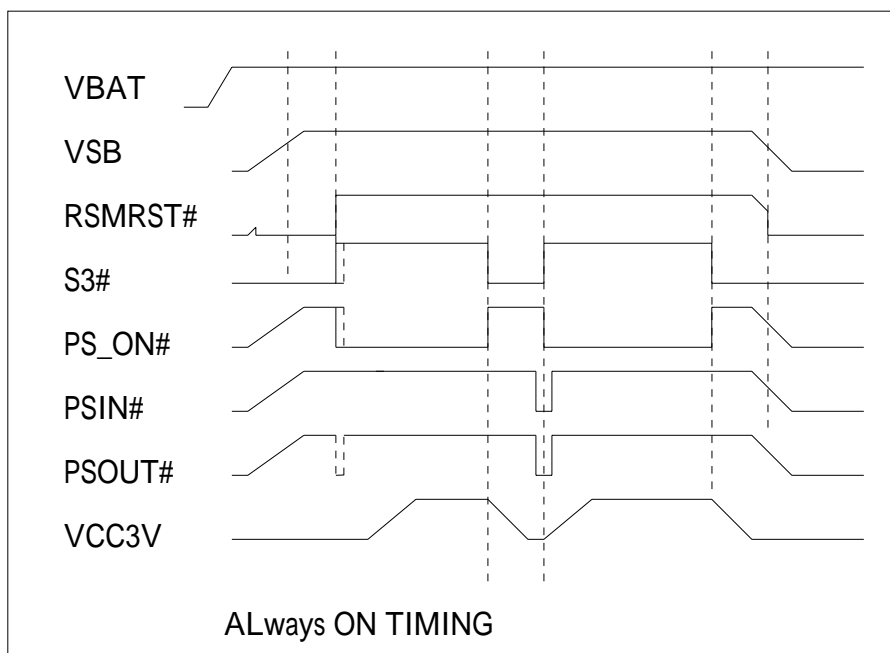 VBAT
VSB
RSMRST#
S3#
PS_ON#
PSIN#
PSOUT#
VCC3V
ALways ON TIMING